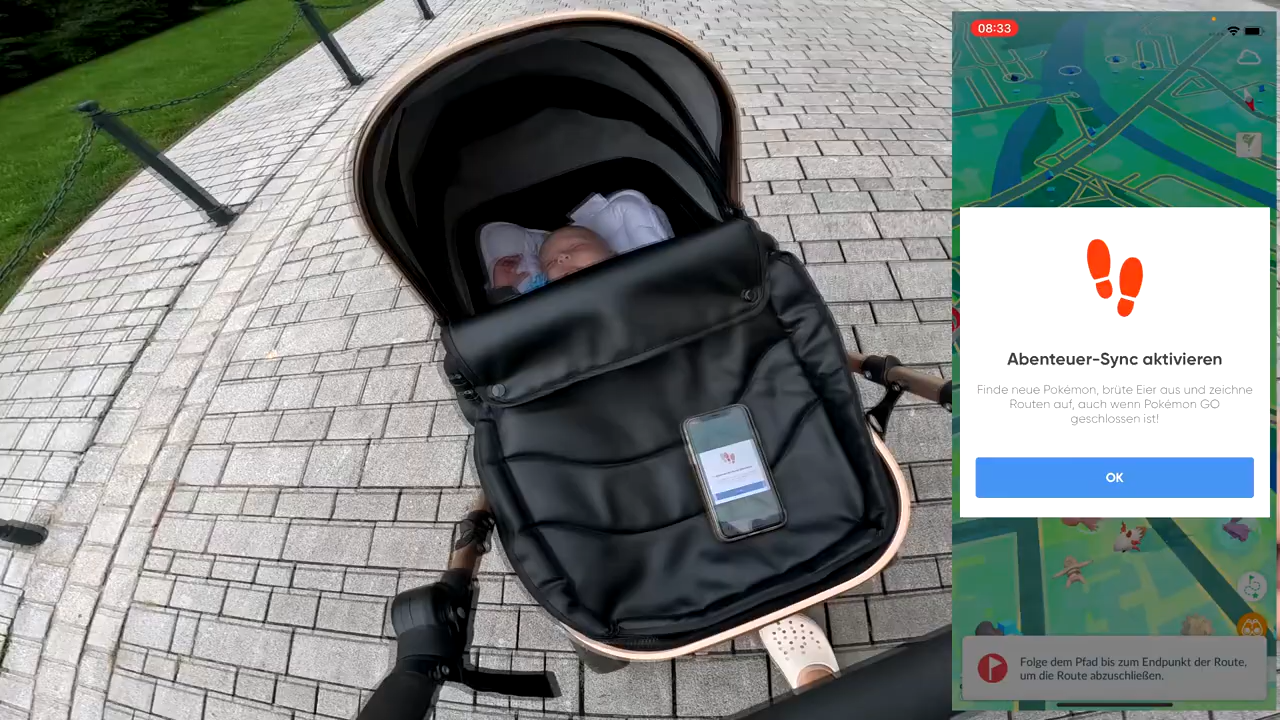 08:33
Abenteuer-Sync aktivieren
Finde neue Pokémon, brüte Eier aus und zeichne
Routen auf, auch wenn Pokémon GO
geschlossen ist!
OK
Folge dem Pfad bis zum Endpunkt der Route,
um die Route abzuschließen.